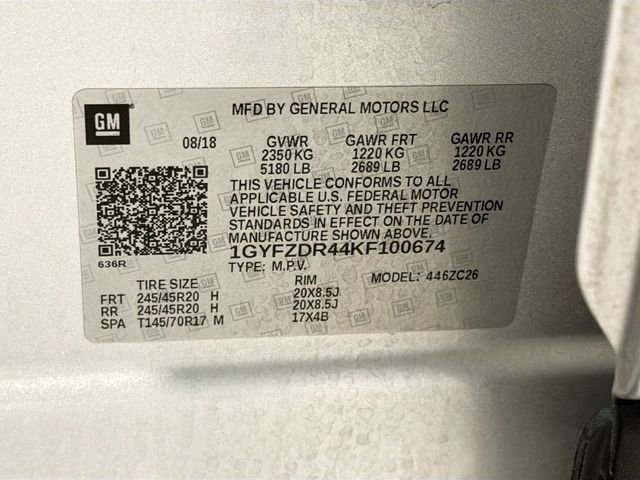 GM
MFD BY GENERAL MOTORS LLC
08/18 GVWR GAWR FRT GAWR RR
2350 KG 1220 KG 1220 KG
5180 LB 2689 LB 2689 LB
THIS VEHICLE CONFORMS TO ALL
APPLICABLE U.S. FEDERAL MOTOR
VEHICLE SAFETY AND THEFT PREVENTION
STANDARDS IN EFFECT ON THE DATE OF
MANUFACTURE SHOWN ABOVE.
1GYFZDR44KF100674
636R
TYPE: M.P.V. MODEL: 446ZC26
TIRE SIZE RIM
FRT 245/45R20 H 20X8.5J
RR 245/45R20 H 20X8.5J
SPA T145/70R17 M 17X4B